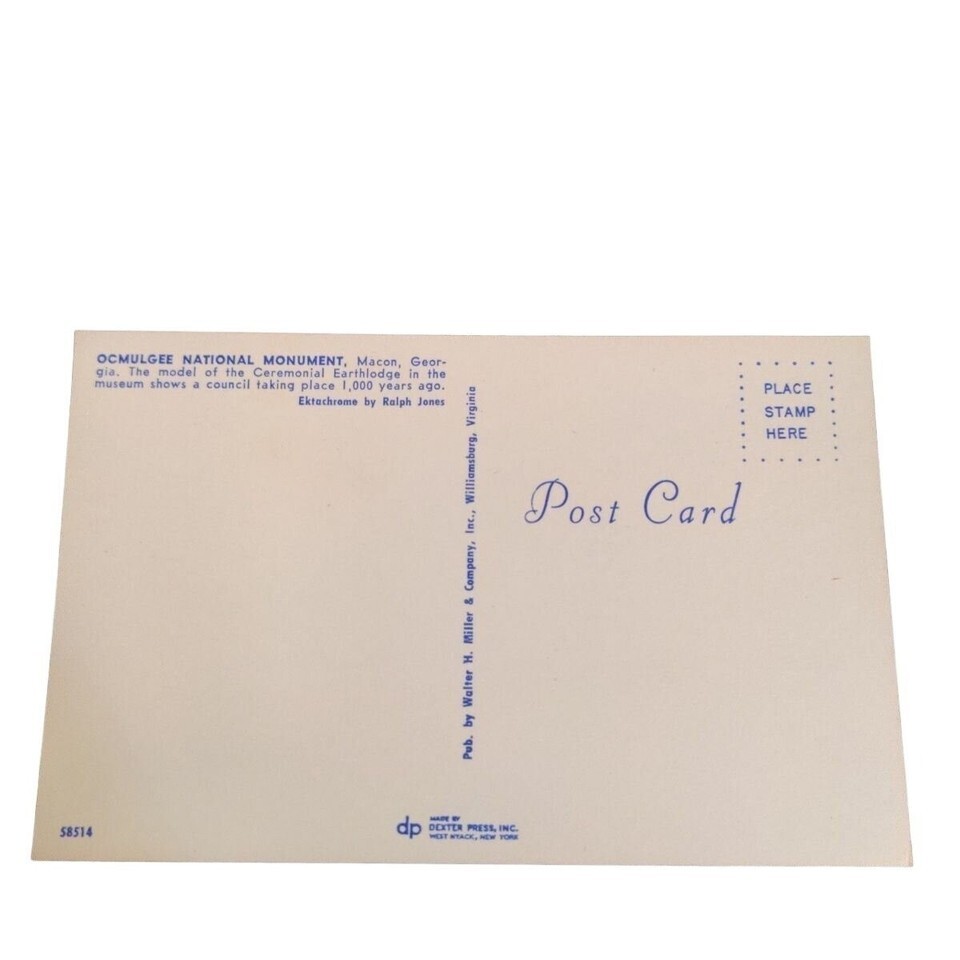 OCMULGEE NATIONAL MONUMENT, Macon, Geor-
gia. The model of the Ceremonial Earthlodge in the
museum shows a council taking place 1,000 years ago.
Ektachrome by Ralph Jones
Pub. by Walter H. Miller & Company, Inc., Williamsburg, Virginia
PLACE
STAMP
HERE
Post Card
58514
dp
MADE BY
DEXTER PRESS, INC.
WEST NYACK, NEW YORK